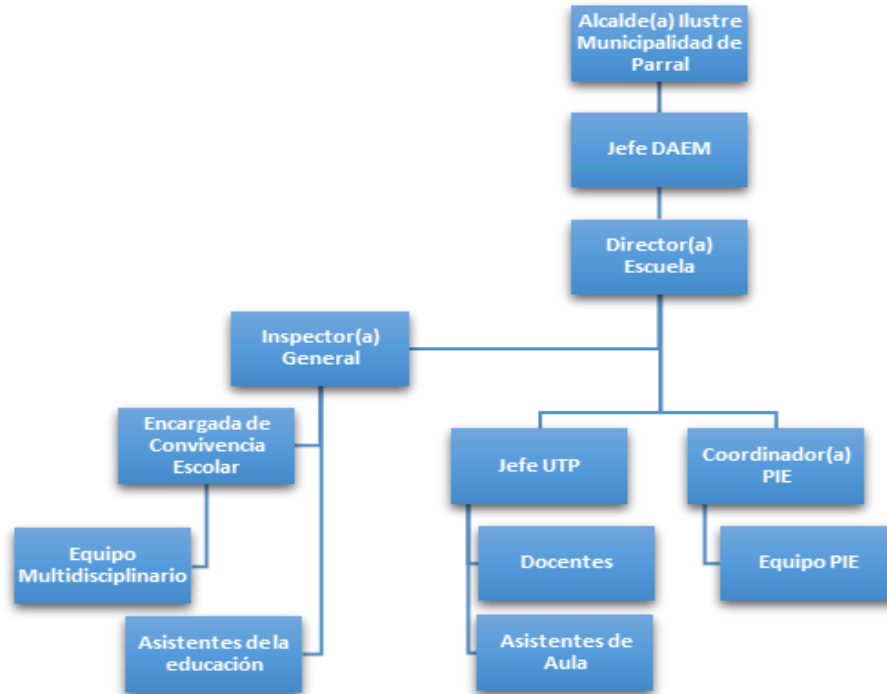 Alcalde(a) Ilustre
Municipalidad de
Parral
Jefe DAEM
Director(a)
Escuela
Inspector(a)
General
Encargada de
Convivencia
Escolar
Jefe UTP
Coordinador(a)
PIE
Equipo
Multidisciplinario
Docentes
Equipo PIE
Asistentes de la
educación
Asistentes de
Aula